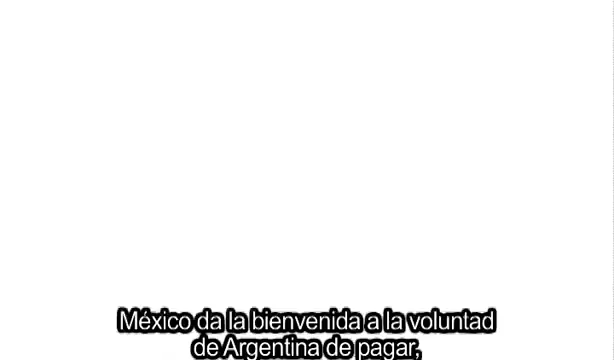 México da la bienvenida a la voluntad
de Argentina de pagar,